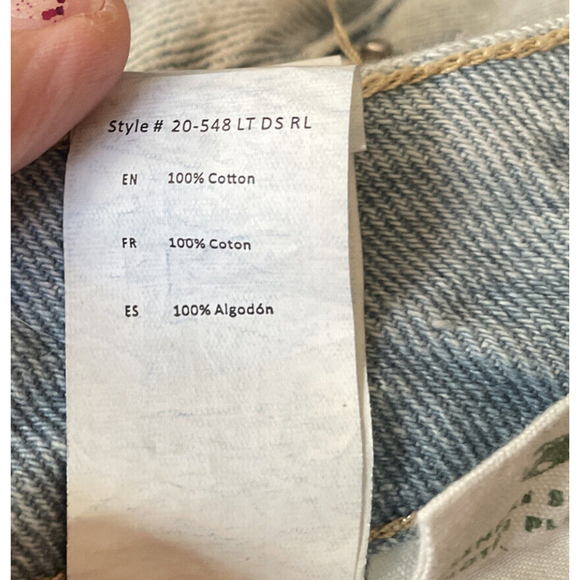 Style # 20-548 LT DS RL
EN 100% Cotton
FR 100% Coton
ES 100% Algodón